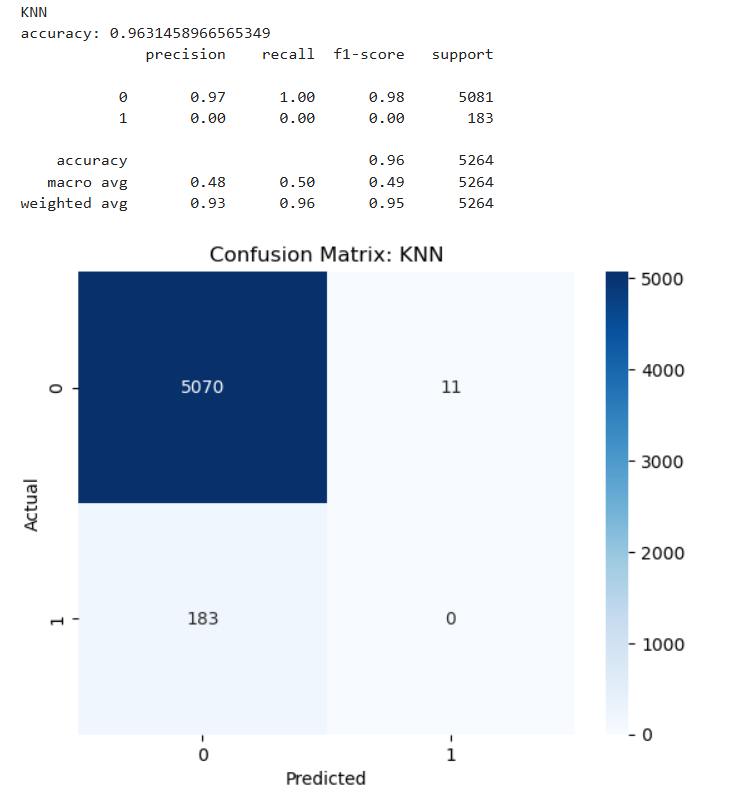 KNN
accuracy: 0.9631458966565349
precision recall f1-score support
0 0.97 1.00 0.98 5081
1 0.00 0.00 0.00 183
accuracy 0.96 5264
macro avg 0.48 0.50 0.49 5264
weighted avg 0.93 0.96 0.95 5264
Confusion Matrix: KNN
5000
4000
3000
2000
1000
0
Actual
0
1
5070 11
183 0
0 1
Predicted